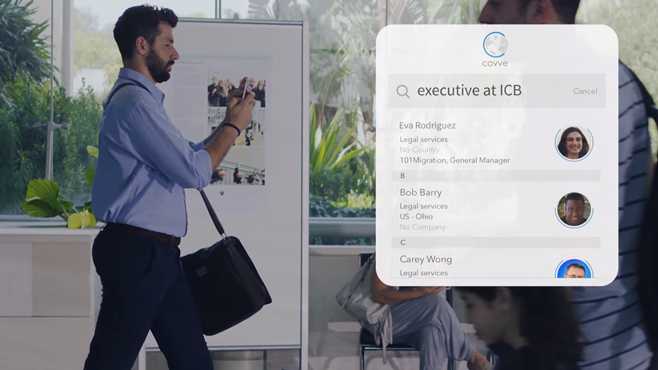 covve
executive at ICB
Cancel
Eva Rodriguez
Legal services
No Country
101Migration, General Manager
B
Bob Barry
Legal services
US - Ohio
No Company
C
Carey Wong
Legal services